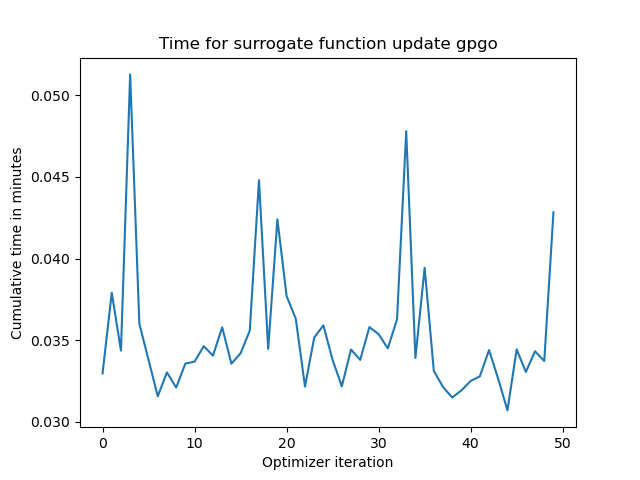 Time for surrogate function update gpgo
Cumulative time in minutes
0.050
0.045
0.040
0.035
0.030
0 10 20 30 40 50
Optimizer iteration